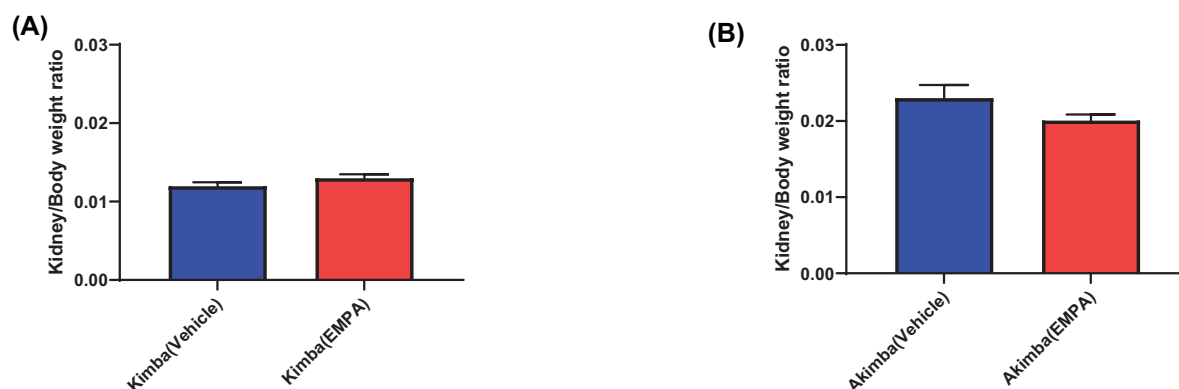 (A)
Kidney/Body weight ratio
0.03
0.02
0.01
0.00
Kimba(Vehicle)
Kimba(EMPA)
(B)
Kidney/Body weight ratio
0.03
0.02
0.01
0.00
Akimba(Vehicle)
Akimba(EMPA)